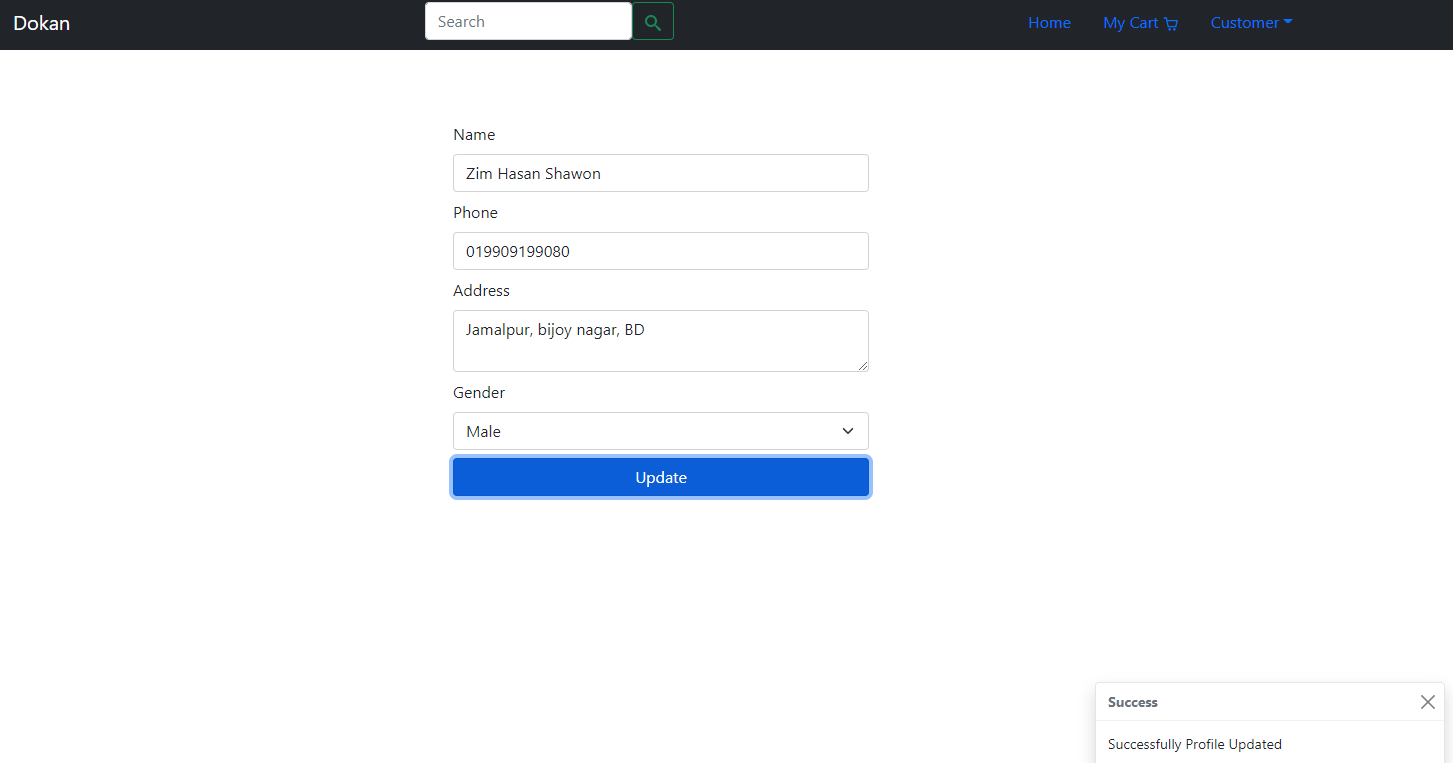 Dokan
Search
Home
My Cart
Customer
Name
Zim Hasan Shawon
Phone
019909199080
Address
Jamalpur, bijoy nagar, BD
Gender
Male
Update
Success
Successfully Profile Updated